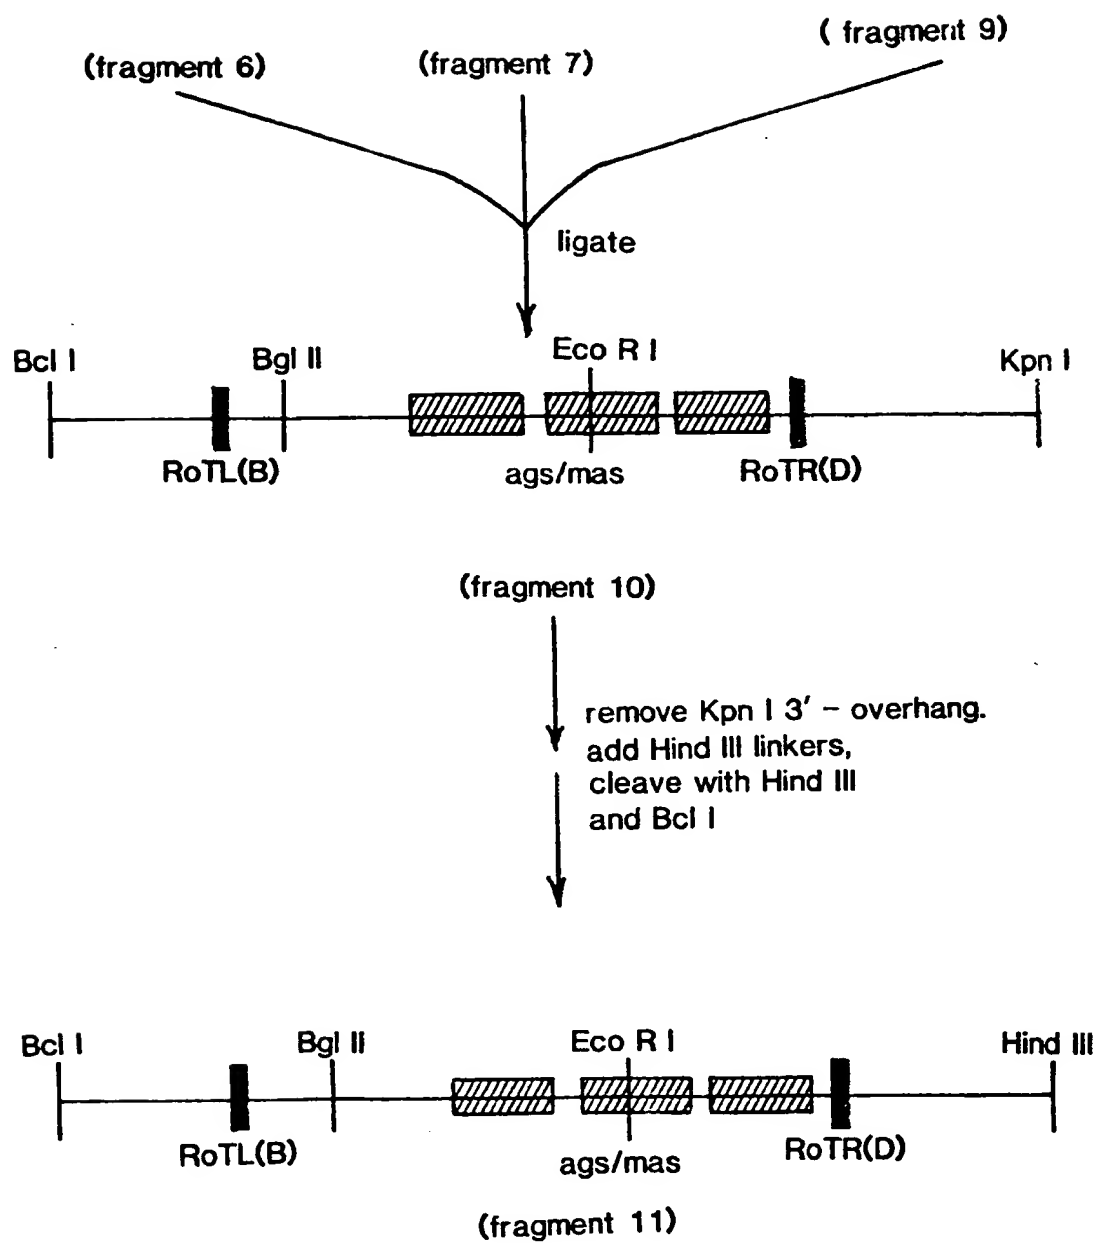 (fragment 6)
(fragment 7)
( fragment 9)
ligate
Bcl I
Bgl II
Eco R I
Kpn I
RoTL(B)
ags/mas
RoTR(D)
(fragment 10)
remove Kpn I 3′ – overhang.
add Hind III linkers,
cleave with Hind III
and Bcl I
Bcl I
Bgl II
Eco R I
Hind III
RoTL(B)
ags/mas
RoTR(D)
(fragment 11)